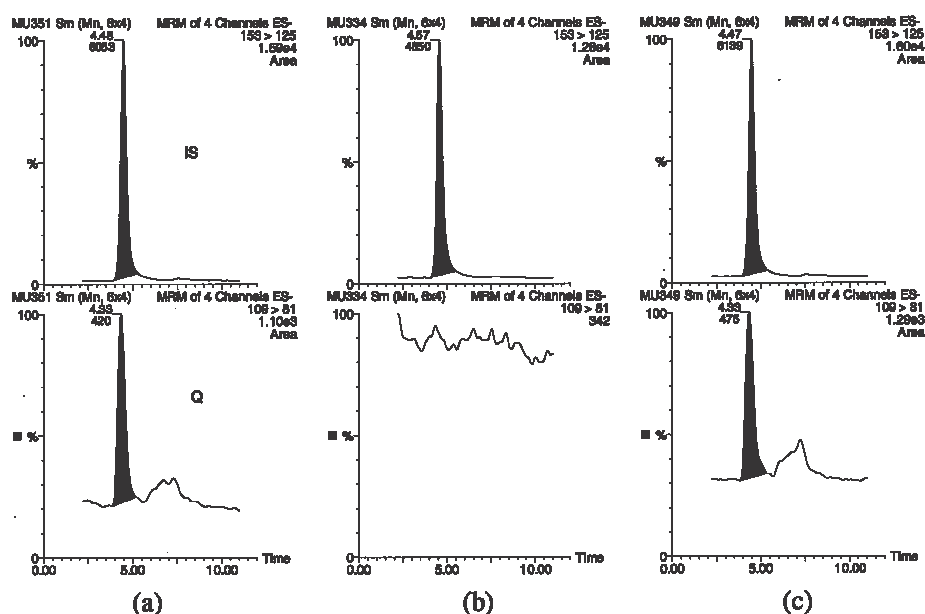 MU351 Sm (Mn, 6x4) MRM of 4 Channels ES-
4.48 153 > 125
6053 1.59e4
Area
100
%
IS
0
MU351 Sm (Mn, 6x4) MRM of 4 Channels ES-
4.33 109 > 81
420 1.10e3
Area
100
Q
%
0
0.00 5.00 10.00 Time
(a)
MU334 Sm (Mn, 6x4) MRM of 4 Channels ES-
4.57 153 > 125
4850 1.28e4
Area
100
%
0
MU334 Sm (Mn, 6x4) MRM of 4 Channels ES-
109 > 81
342
100
%
0
0.00 5.00 10.00 Time
(b)
MU349 Sm (Mn, 6x4) MRM of 4 Channels ES-
4.47 153 > 125
6139 1.60e4
Area
100
%
0
MU349 Sm (Mn, 6x4) MRM of 4 Channels ES-
4.33 109 > 81
475 1.29e3
Area
100
%
0
0.00 5.00 10.00 Time
(c)